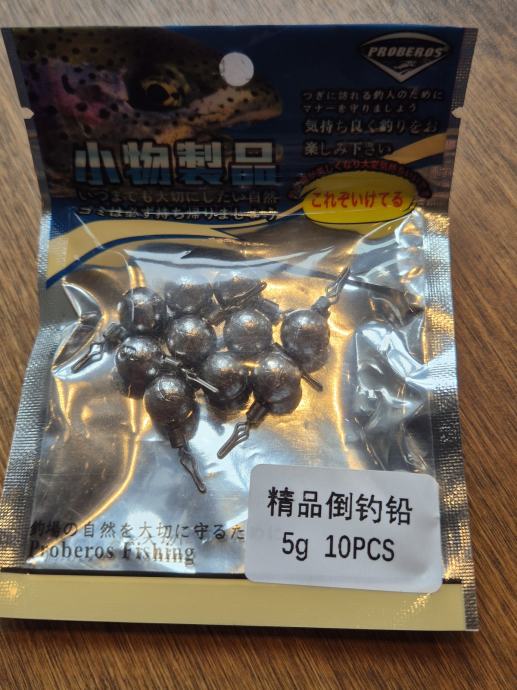 PROBEROS
つぎに訪れる釣人のために
マナーを守りましょう
気持ち良く釣りをお
楽しみ下さい
小物製品
いつまでも大切にしたい自然
ゴミは必ず持ち帰りましょう
これぞいけてる
釣場の自然を大切に守るために
Proberos Fishing
精品倒钓铅
5g 10PCS